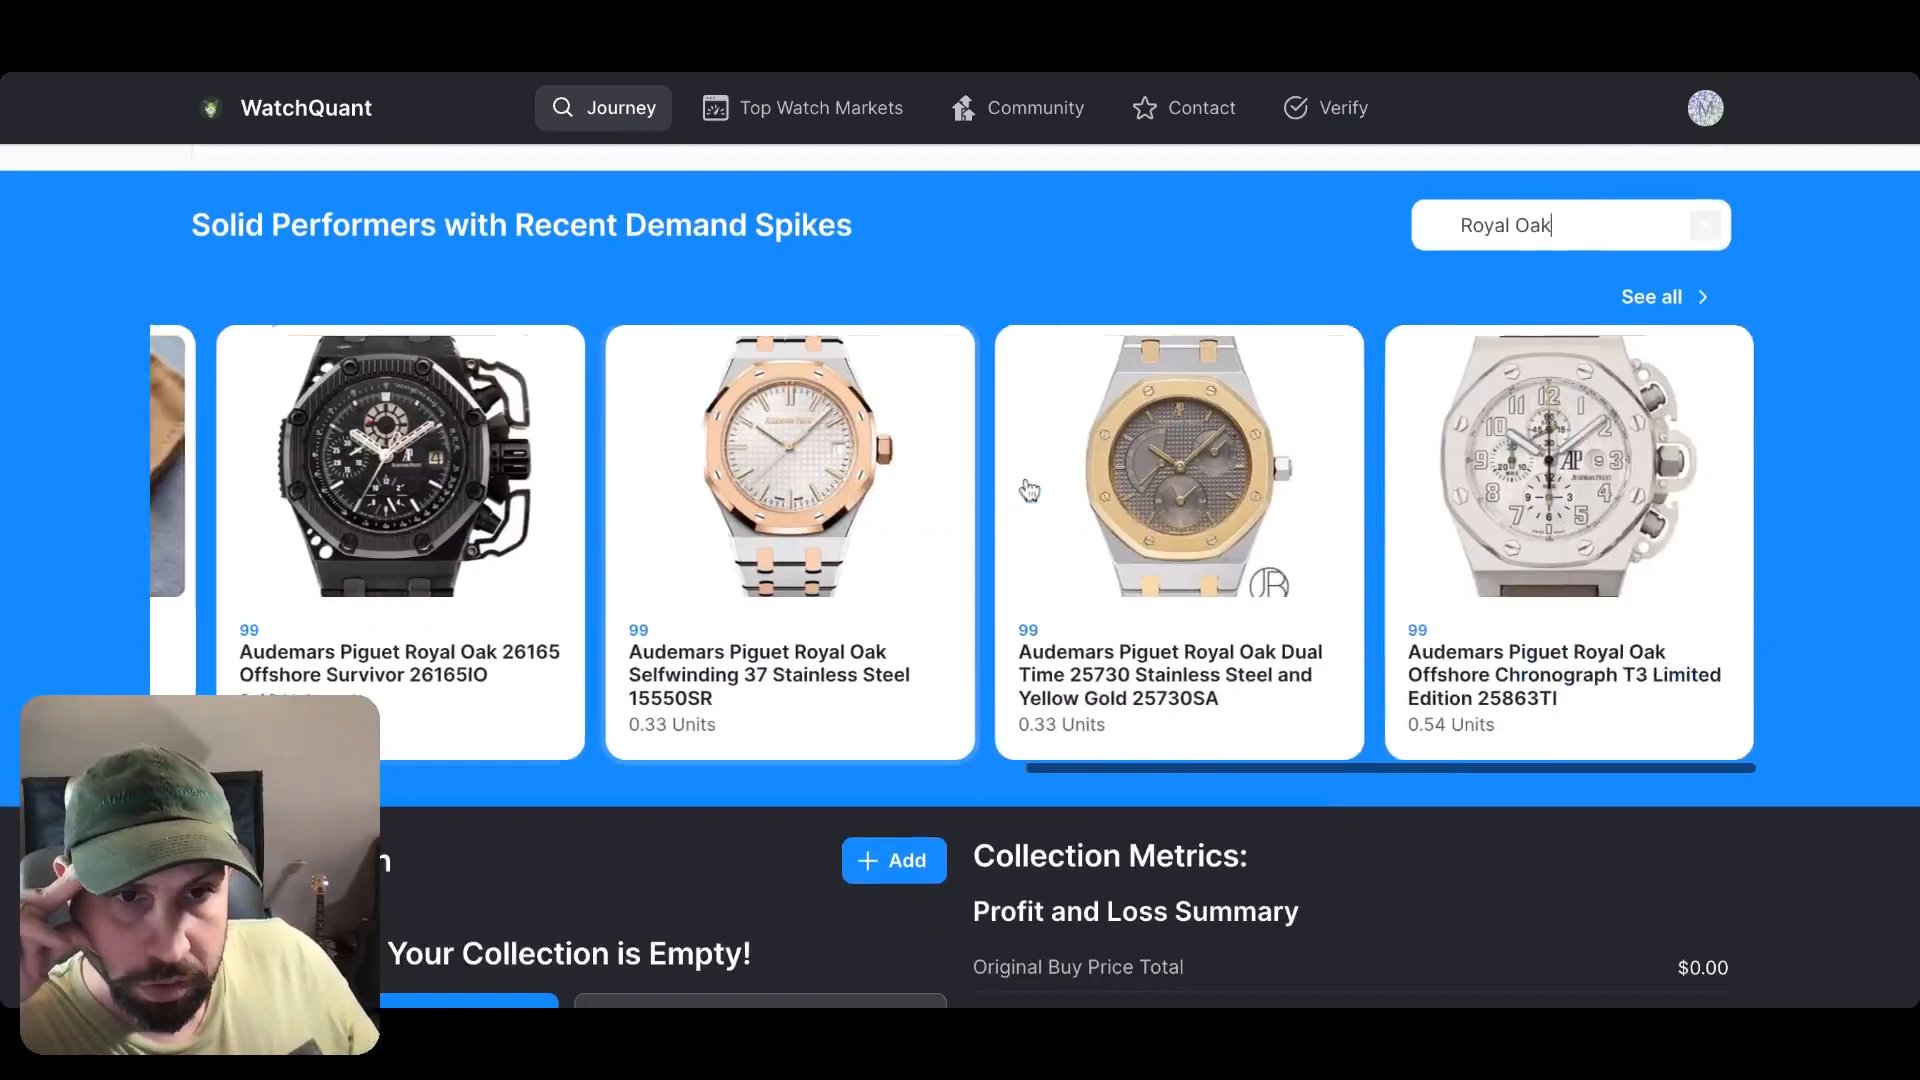 WatchQuant
Journey
Top Watch Markets
Community
Contact
Verify
Solid Performers with Recent Demand Spikes
Royal Oak
See all
99
Audemars Piguet Royal Oak 26165
Offshore Survivor 26165IO
99
Audemars Piguet Royal Oak
Selfwinding 37 Stainless Steel
15550SR
0.33 Units
99
Audemars Piguet Royal Oak Dual
Time 25730 Stainless Steel and
Yellow Gold 25730SA
0.33 Units
99
Audemars Piguet Royal Oak
Offshore Chronograph T3 Limited
Edition 25863TI
0.54 Units
Add
Your Collection is Empty!
Collection Metrics:
Profit and Loss Summary
Original Buy Price Total
$0.00